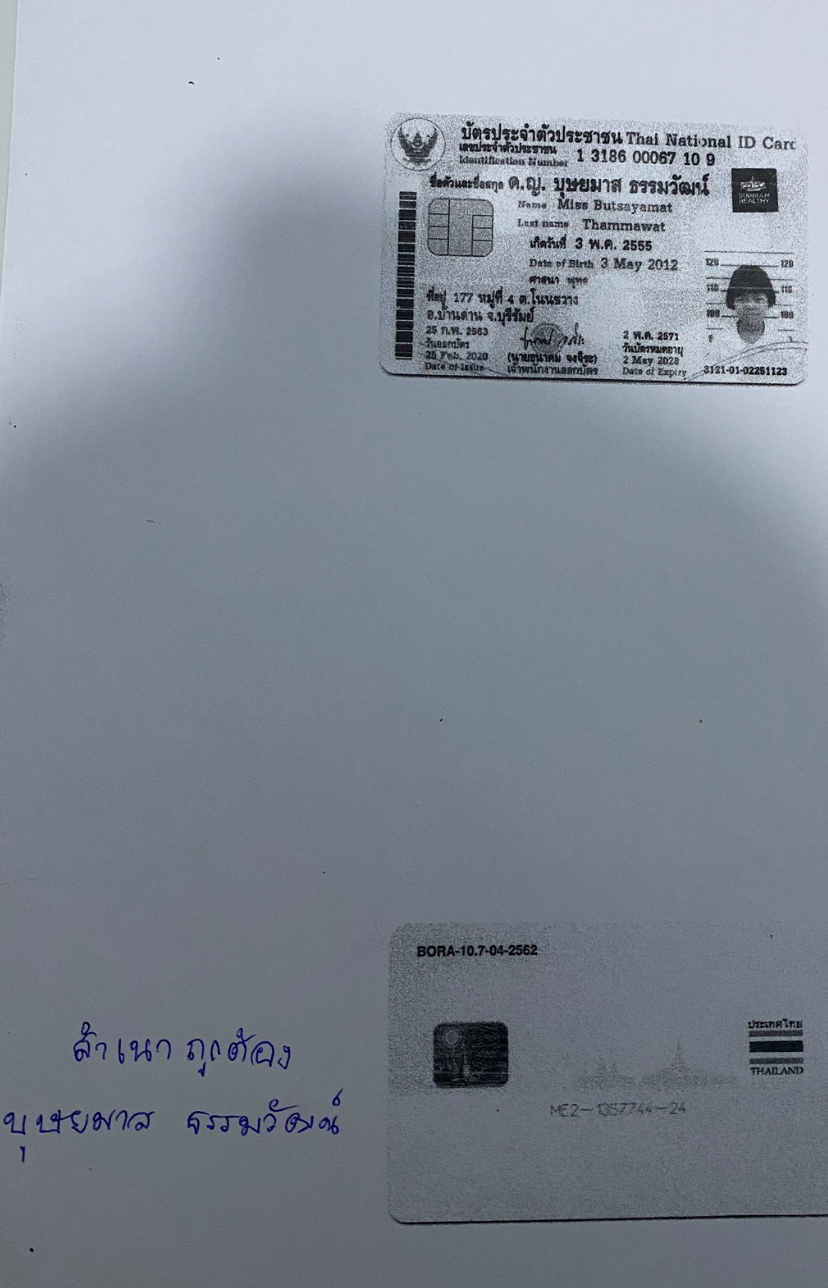 บัตรประจำตัวประชาชน Thai National ID Card
เลขประจำตัวประชาชน
Identification Number 1 3186 00067 10 9
ชื่อตัวและชื่อสกุล ด.ญ. บุษยมาส ธรรมวัฒน์
Name Miss Butsayamat
Last name Thammawat
เกิดวันที่ 3 พ.ค. 2555
Date of Birth 3 May 2012
ศาสนา พุทธ
ที่อยู่ 177 หมู่ที่ 4 ต.โนนขวาง
อ.บ้านด่าน จ.บุรีรัมย์
25 ก.พ. 2563
วันออกบัตร
25 Feb. 2020
Date of Issue
เจ้าพนักงานออกบัตร
2 พ.ค. 2571
วันบัตรหมดอายุ
2 May 2028
Date of Expiry
BURIRAM
HEALTHY
120 120
110 110
100 100
3121-01-02251123
BORA-10.7-04-2562
ประเทศไทย
THAILAND
สำเนาถูกต้อง
บุษยมาส ธรรมวัฒน์